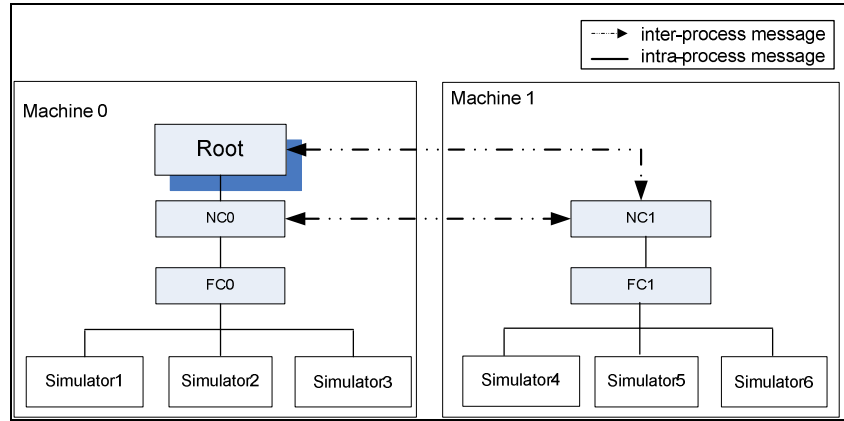 inter-process message
intra-process message
Machine 0
Machine 1
Root
NC0
NC1
FC0
FC1
Simulator1
Simulator2
Simulator3
Simulator4
Simulator5
Simulator6